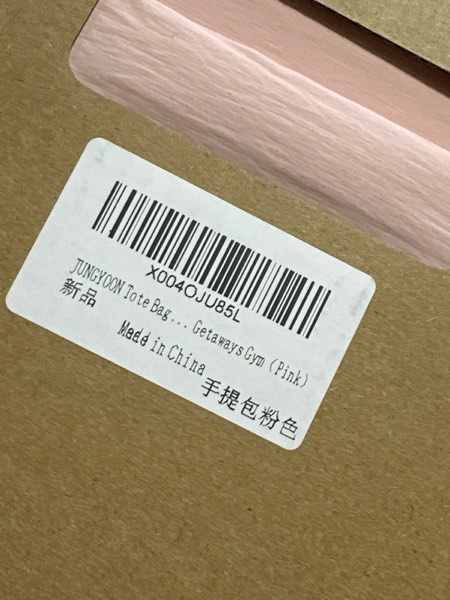 X004OJU85L
JUNGYOON Tote Bag... Getaways Gym (Pink)
新品
Madd in China
手提包粉色